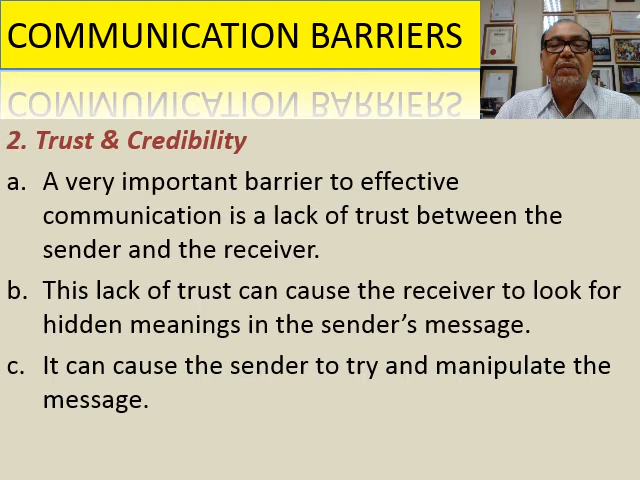 COMMUNICATION BARRIERS
COMMUNICATION BARRIERS
2. Trust & Credibility
a. A very important barrier to effective
communication is a lack of trust between the
sender and the receiver.
b. This lack of trust can cause the receiver to look for
hidden meanings in the sender’s message.
c. It can cause the sender to try and manipulate the
message.